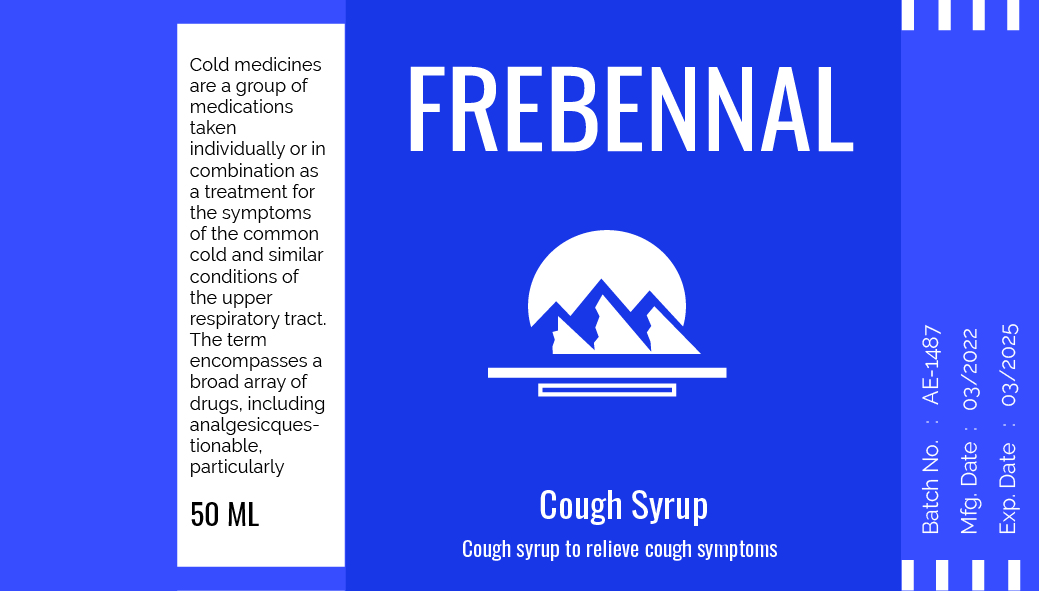 Cold medicines
are a group of
medications
taken
individually or in
combination as
a treatment for
the symptoms
of the common
cold and similar
conditions of
the upper
respiratory tract.
The term
encompasses a
broad array of
drugs, including
analgesicques-
tionable,
particularly
50 ML
FREBENNAL
Cough Syrup
Cough syrup to relieve cough symptoms
Batch No. : AE-1487
Mfg. Date : 03/2022
Exp. Date : 03/2025